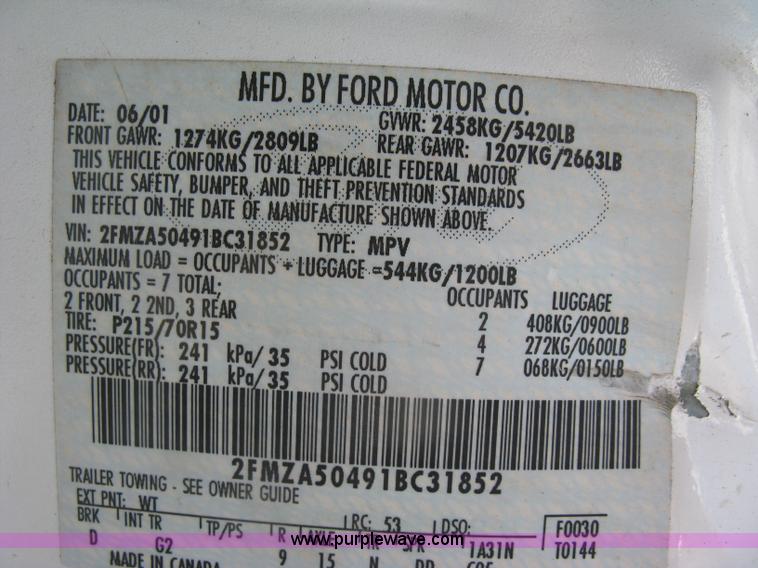 MFD. BY FORD MOTOR CO.
DATE: 06/01 GVWR: 2458KG/5420LB
FRONT GAWR: 1274KG/2809LB REAR GAWR: 1207KG/2663LB
THIS VEHICLE CONFORMS TO ALL APPLICABLE FEDERAL MOTOR
VEHICLE SAFETY, BUMPER, AND THEFT PREVENTION STANDARDS
IN EFFECT ON THE DATE OF MANUFACTURE SHOWN ABOVE.
VIN: 2FMZA50491BC31852 TYPE: MPV
MAXIMUM LOAD = OCCUPANTS + LUGGAGE =544KG/1200LB
OCCUPANTS = 7 TOTAL; OCCUPANTS LUGGAGE
2 FRONT, 2 2ND, 3 REAR 2 408KG/0900LB
TIRE: P215/70R15 4 272KG/0600LB
PRESSURE(FR): 241 kPa/ 35 PSI COLD 7 068KG/0150LB
PRESSURE(RR): 241 kPa/ 35 PSI COLD
2FMZA50491BC31852
TRAILER TOWING - SEE OWNER GUIDE
EXT PNT: WT RC: 53 DSO: F0030
BRK INT TR TP/PS R AXLE SPR 1A31N T0144
D G2 9 15 N
MADE IN CANADA
www.purplewave.com